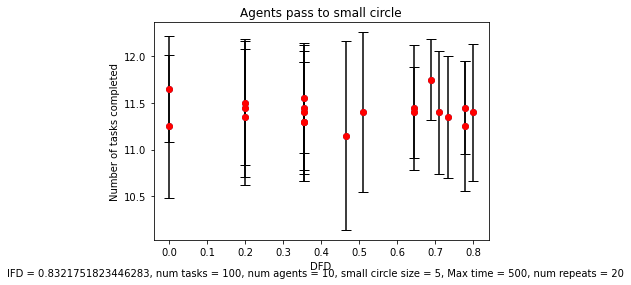 Agents pass to small circle
Number of tasks completed
12.0
11.5
11.0
10.5
0.0 0.1 0.2 0.3 0.4 0.5 0.6 0.7 0.8
DFD
IFD = 0.8321751823446283, num tasks = 100, num agents = 10, small circle size = 5, Max time = 500, num repeats = 20